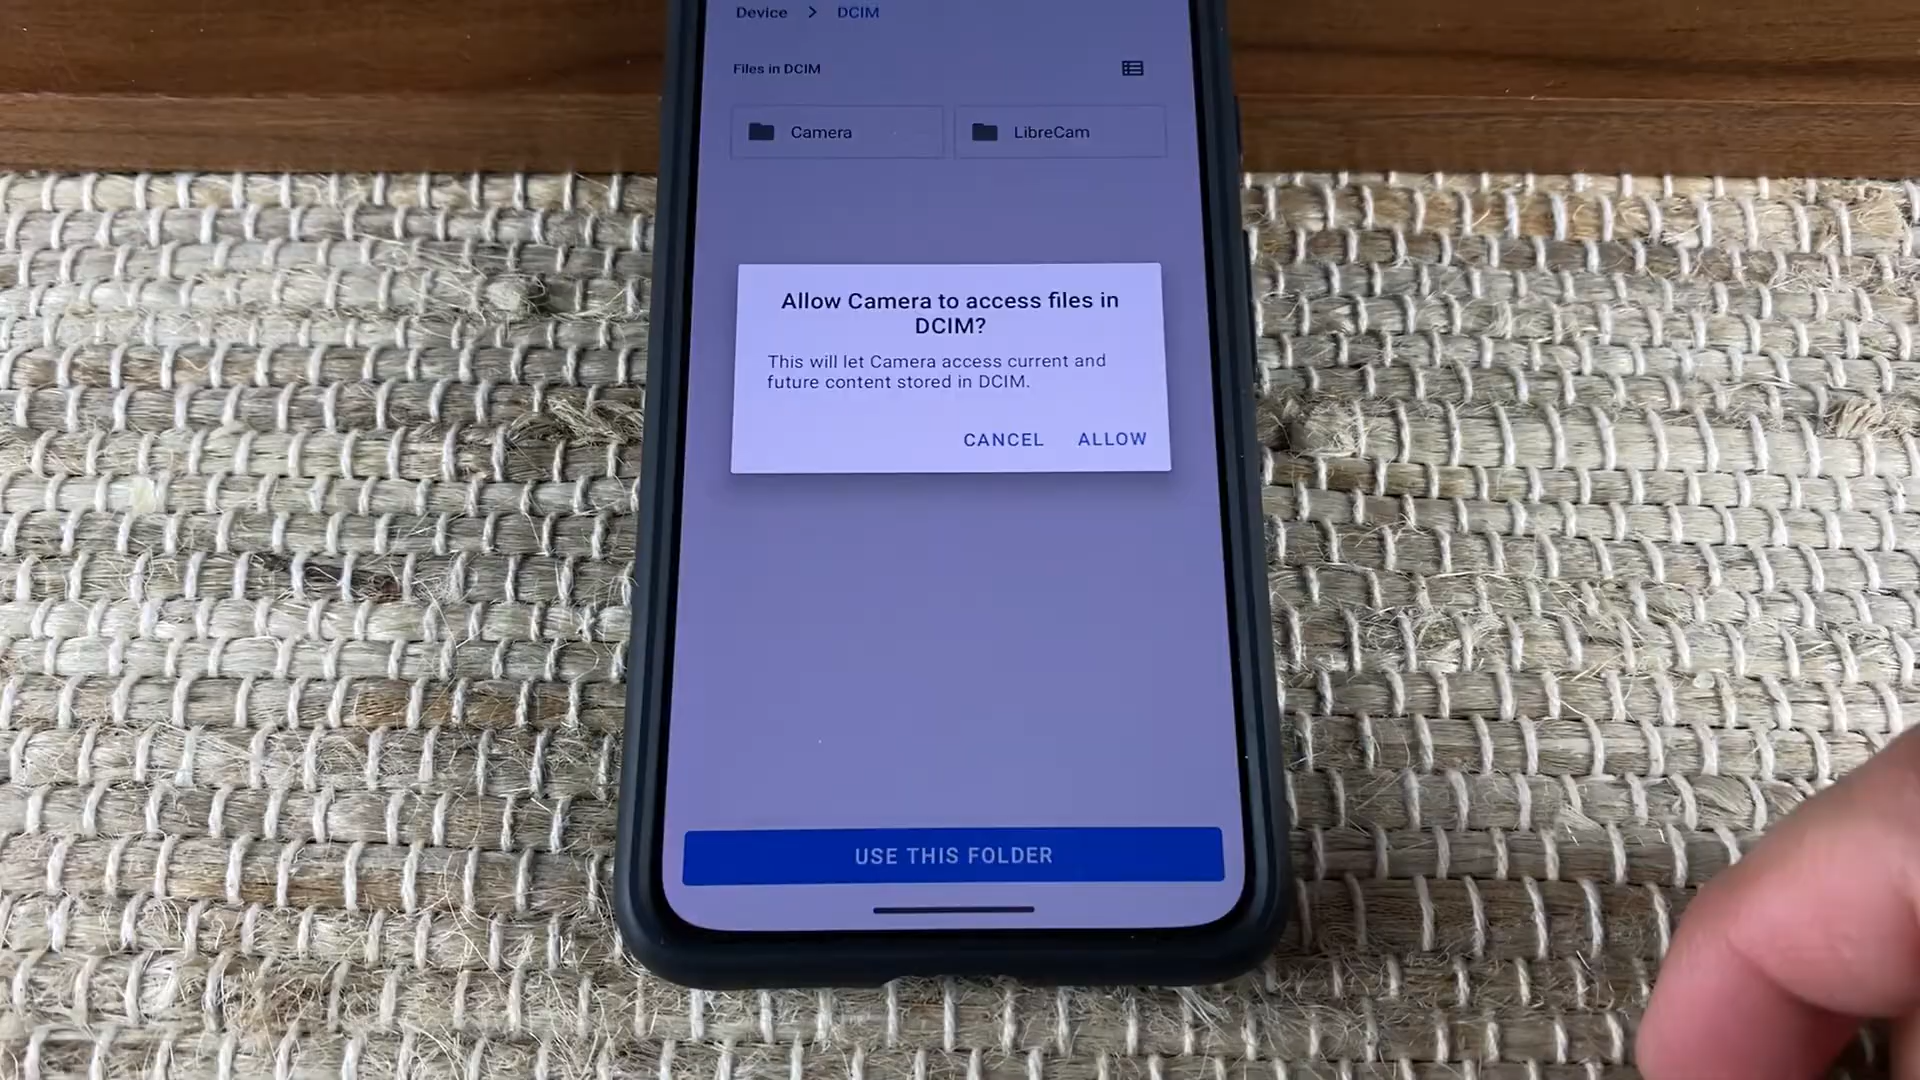 Device > DCIM
Files in DCIM
Camera
LibreCam
Allow Camera to access files in
DCIM?
This will let Camera access current and
future content stored in DCIM.
CANCEL ALLOW
USE THIS FOLDER